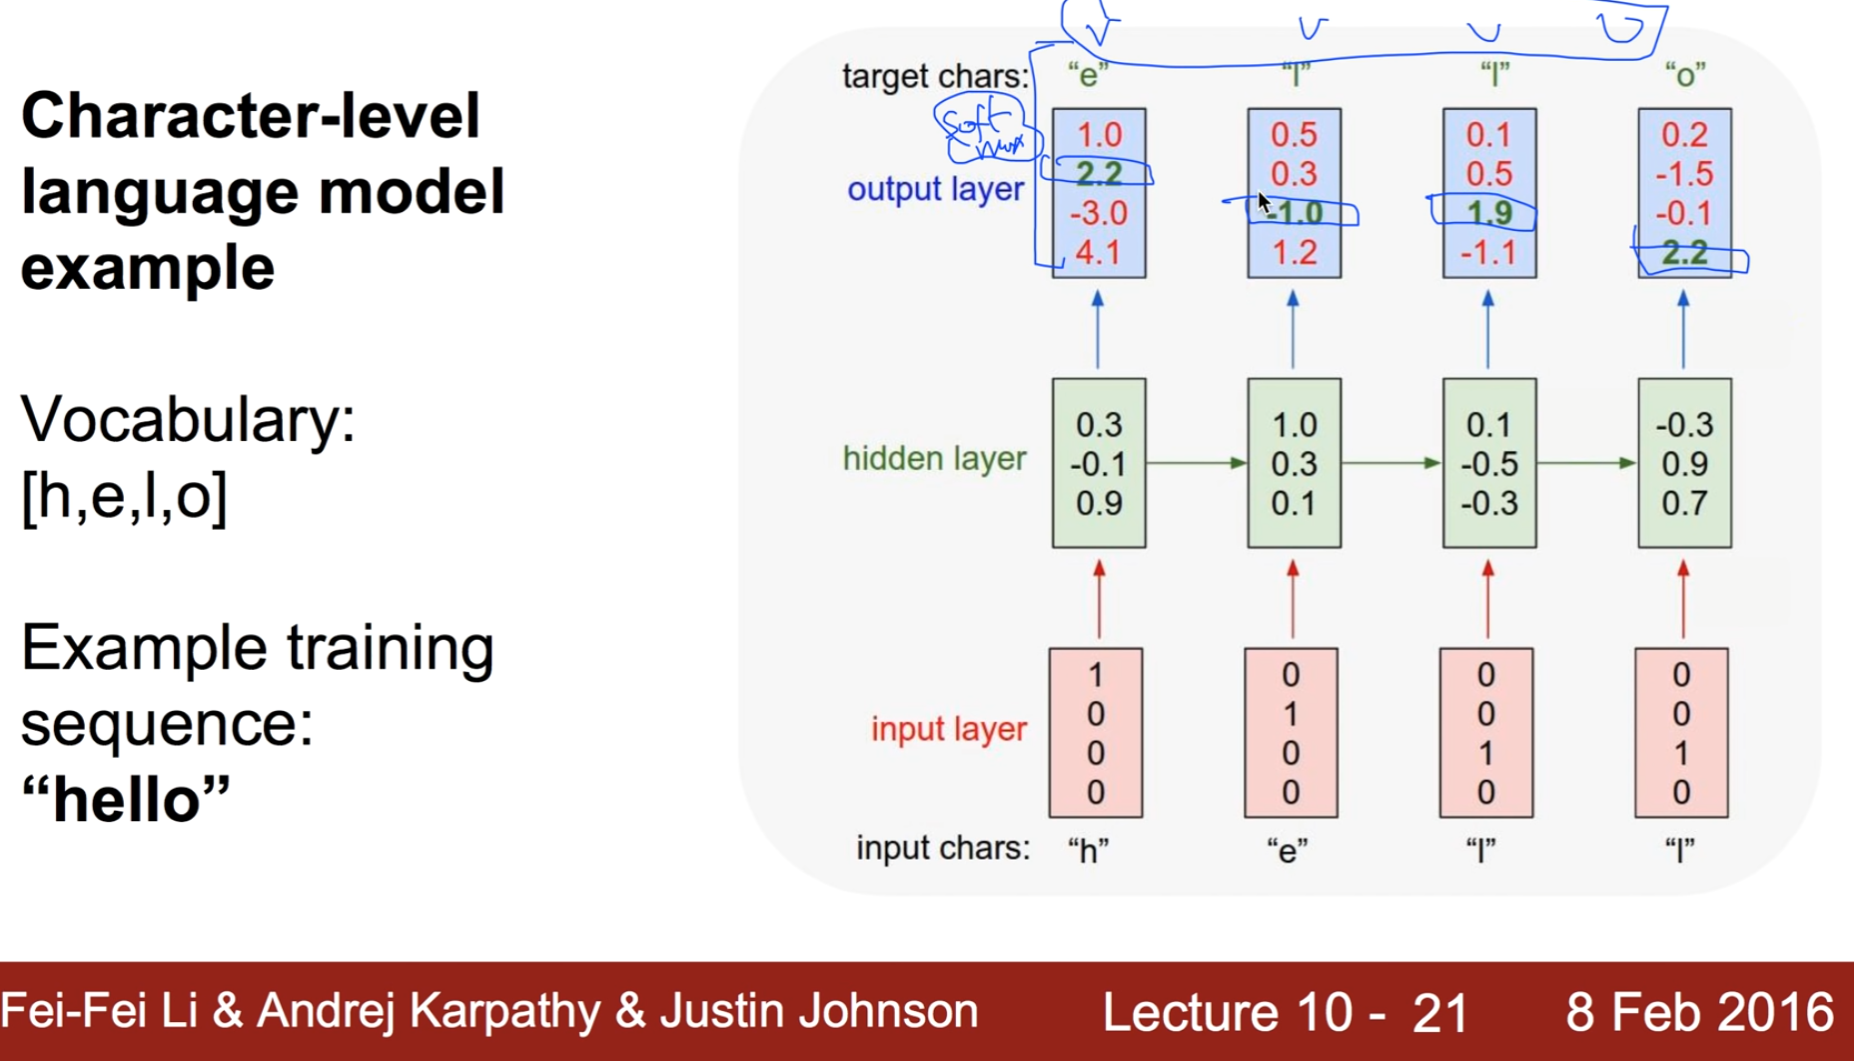 Character-level
language model
example
Vocabulary:
[h,e,l,o]
Example training
sequence:
“hello”
target chars: “e” “l” “l” “o”
soft
max
output layer
1.0 0.5 0.1 0.2
2.2 0.3 0.5 -1.5
-3.0 -1.0 1.9 -0.1
4.1 1.2 -1.1 2.2
hidden layer
0.3 1.0 0.1 -0.3
-0.1 0.3 -0.5 0.9
0.9 0.1 -0.3 0.7
input layer
1 0 0 0
0 1 0 0
0 0 1 1
0 0 0 0
input chars: “h” “e” “l” “l”
Fei-Fei Li & Andrej Karpathy & Justin Johnson Lecture 10 - 21 8 Feb 2016